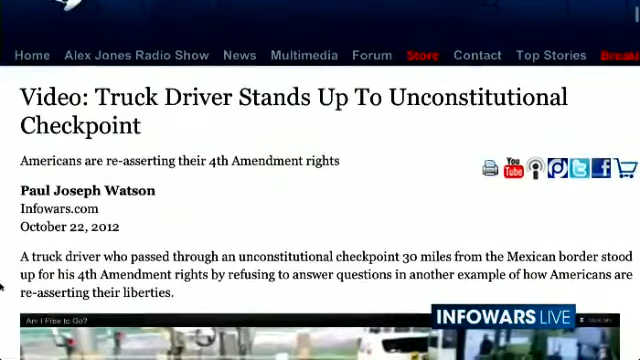 Home Alex Jones Radio Show News Multimedia Forum Store Contact Top Stories
Video: Truck Driver Stands Up To Unconstitutional
Checkpoint
Americans are re-asserting their 4th Amendment rights
You
Tube
Paul Joseph Watson
Infowars.com
October 22, 2012
A truck driver who passed through an unconstitutional checkpoint 30 miles from the Mexican border stood
up for his 4th Amendment rights by refusing to answer questions in another example of how Americans are
re-asserting their liberties.
INFOWARS LIVE
Am I Free to Go?